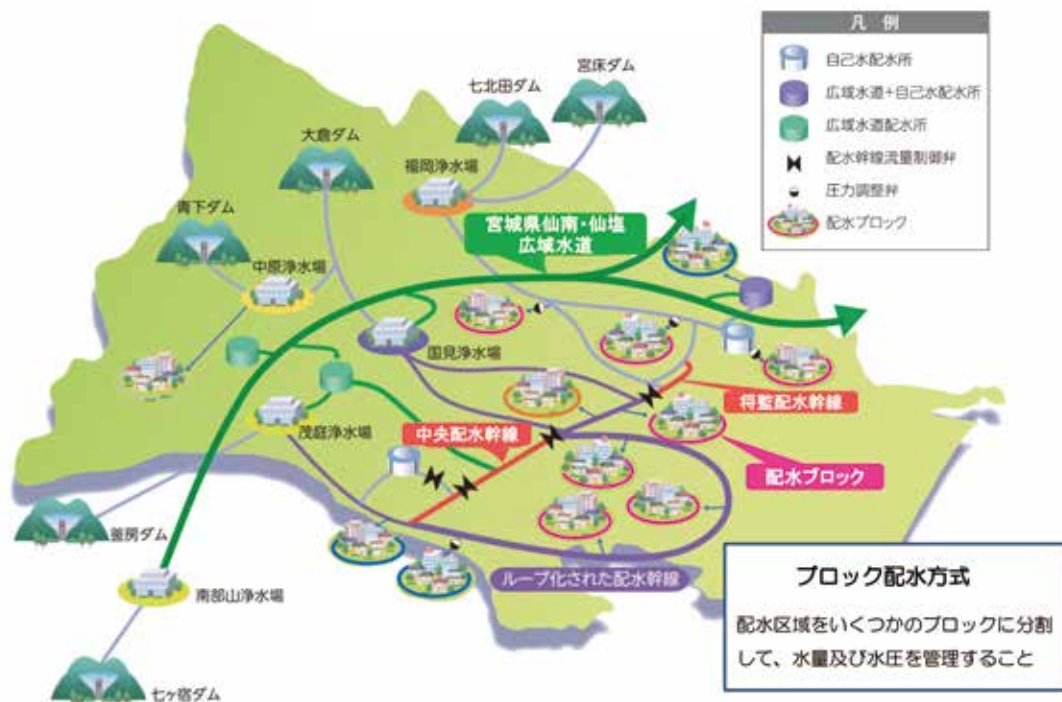 凡 例
自己水配水所
広域水道+自己水配水所
広域水道配水所
配水幹線流量制御弁
圧力調整弁
配水ブロック
宮床ダム
七北田ダム
大倉ダム
福岡浄水場
青下ダム
宮城県仙南・仙塩
広域水道
中原浄水場
国見浄水場
将監配水幹線
茂庭浄水場
中央配水幹線
配水ブロック
釜房ダム
ループ化された配水幹線
南部山浄水場
七ヶ宿ダム
ブロック配水方式
配水区域をいくつかのブロックに分割
して、水量及び水圧を管理すること